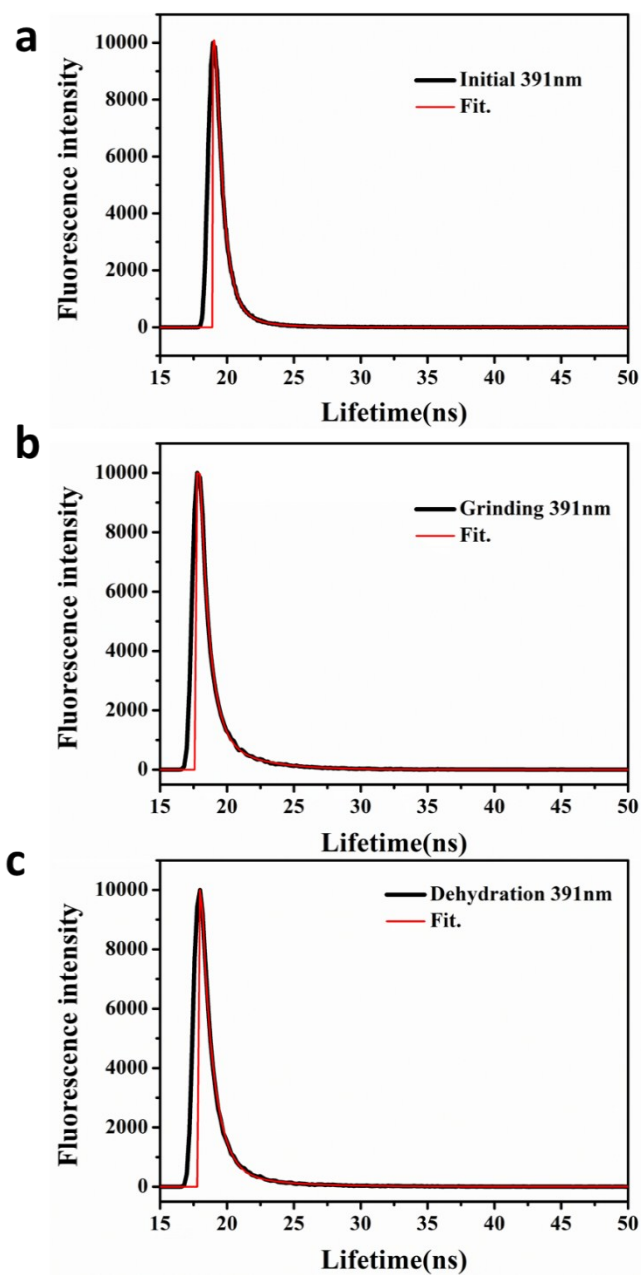 a
Fluorescence intensity
10000
8000
6000
4000
2000
0
Initial 391nm
Fit.
15 20 25 30 35 40 45 50
Lifetime(ns)
b
Fluorescence intensity
10000
8000
6000
4000
2000
0
Grinding 391nm
Fit.
15 20 25 30 35 40 45 50
Lifetime(ns)
c
Fluorescence intensity
10000
8000
6000
4000
2000
0
Dehydration 391nm
Fit.
15 20 25 30 35 40 45 50
Lifetime(ns)